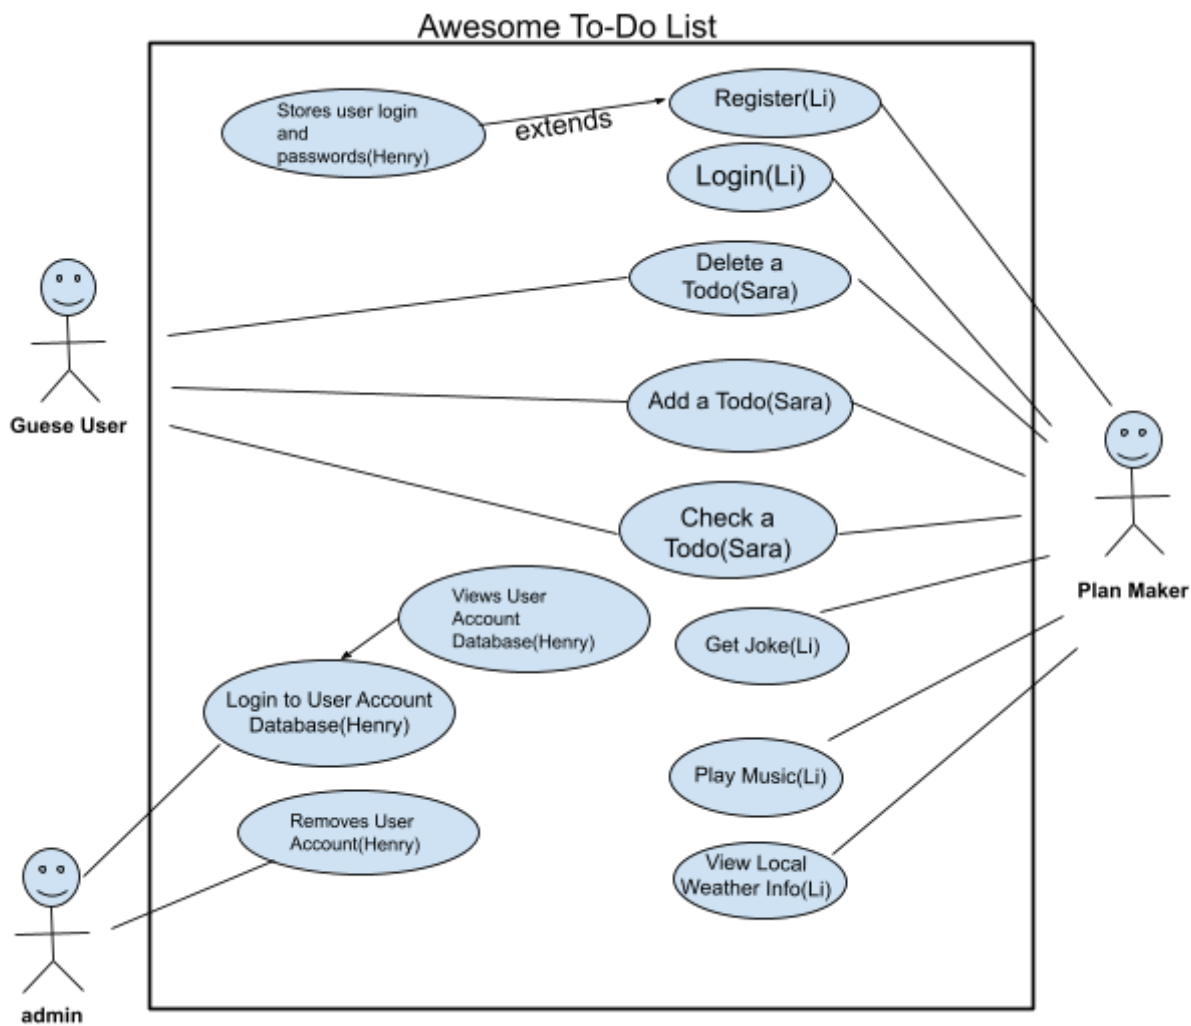 Awesome To-Do List
Stores user login
and
passwords(Henry)
extends
Register(Li)
Login(Li)
Delete a
Todo(Sara)
Guese User
Add a Todo(Sara)
Check a
Todo(Sara)
Plan Maker
Views User
Account
Database(Henry)
Get Joke(Li)
Login to User Account
Database(Henry)
Play Music(Li)
Removes User
Account(Henry)
View Local
Weather Info(Li)
admin